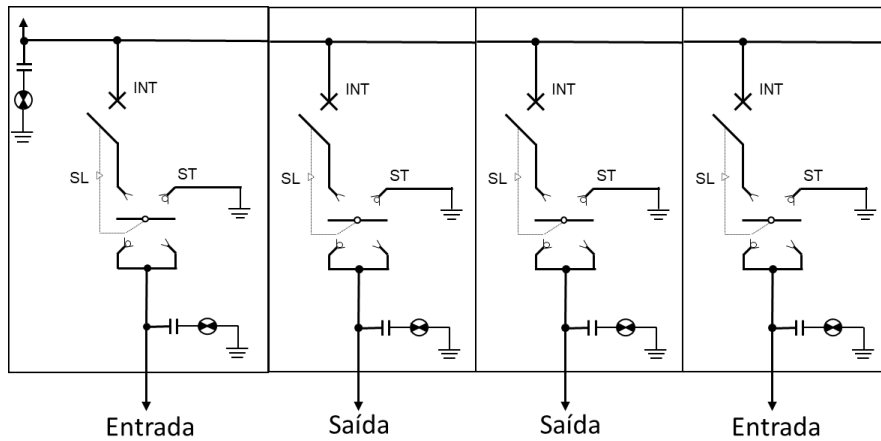 INT
INT
INT
INT
SL
ST
SL
ST
SL
ST
SL
ST
Entrada
Saída
Saída
Entrada